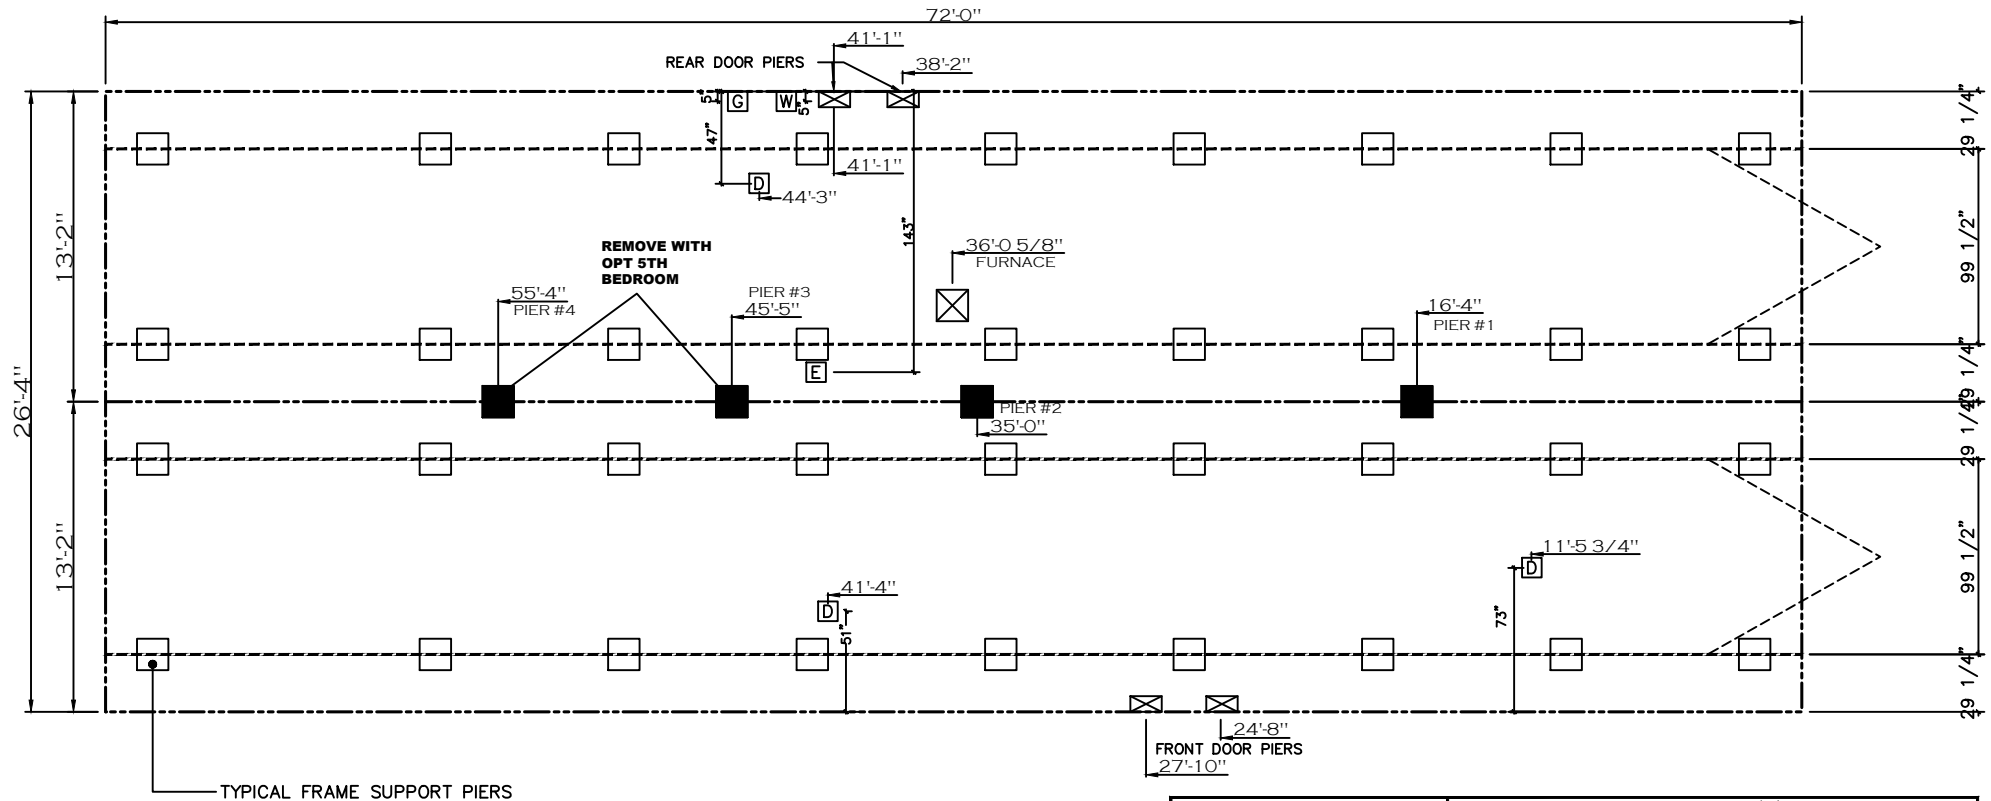 72'-0"
41'-1"
REAR DOOR PIERS
38'-2"
5"
G
W
5"
29 1/4"
47"
41'-1"
D
44'-3"
13'-2"
143"
REMOVE WITH
OPT 5TH
BEDROOM
36'-0 5/8"
FURNACE
99 1/2"
55'-4"
PIER #4
PIER #3
45'-5"
16'-4"
PIER #1
E
29 1/4"
26'-4"
PIER #2
35'-0"
29 1/4"
13'-2"
11'-5 3/4"
D
99 1/2"
41'-4"
D
51"
73"
29 1/4"
24'-8"
FRONT DOOR PIERS
27'-10"
TYPICAL FRAME SUPPORT PIERS